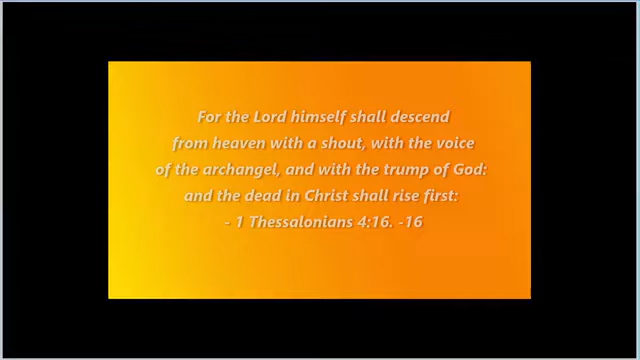 For the Lord himself shall descend
from heaven with a shout, with the voice
of the archangel, and with the trump of God:
and the dead in Christ shall rise first:
- 1 Thessalonians 4:16. -16